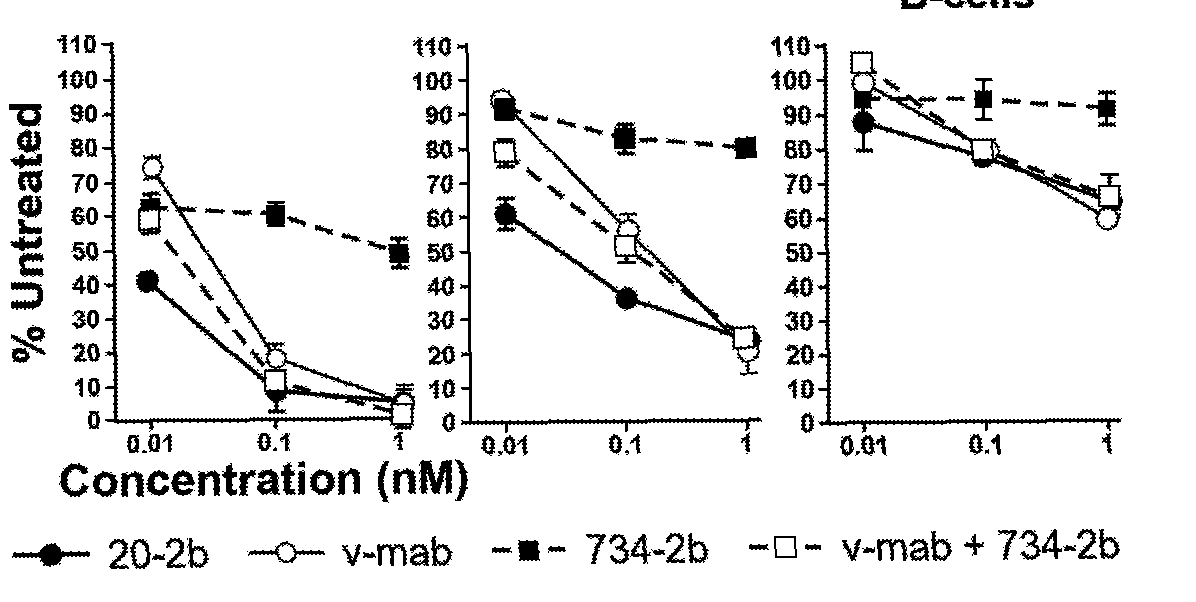 B-cells
110 110 110
100 100 100
90 90 90
80 80 80
70 70 70
60 60 60
50 50 50
40 40 40
30 30 30
20 20 20
10 10 10
0 0 0
% Untreated
0.01 0.1 1 0.01 0.1 1 0.01 0.1 1
Concentration (nM)
20-2b v-mab 734-2b v-mab + 734-2b